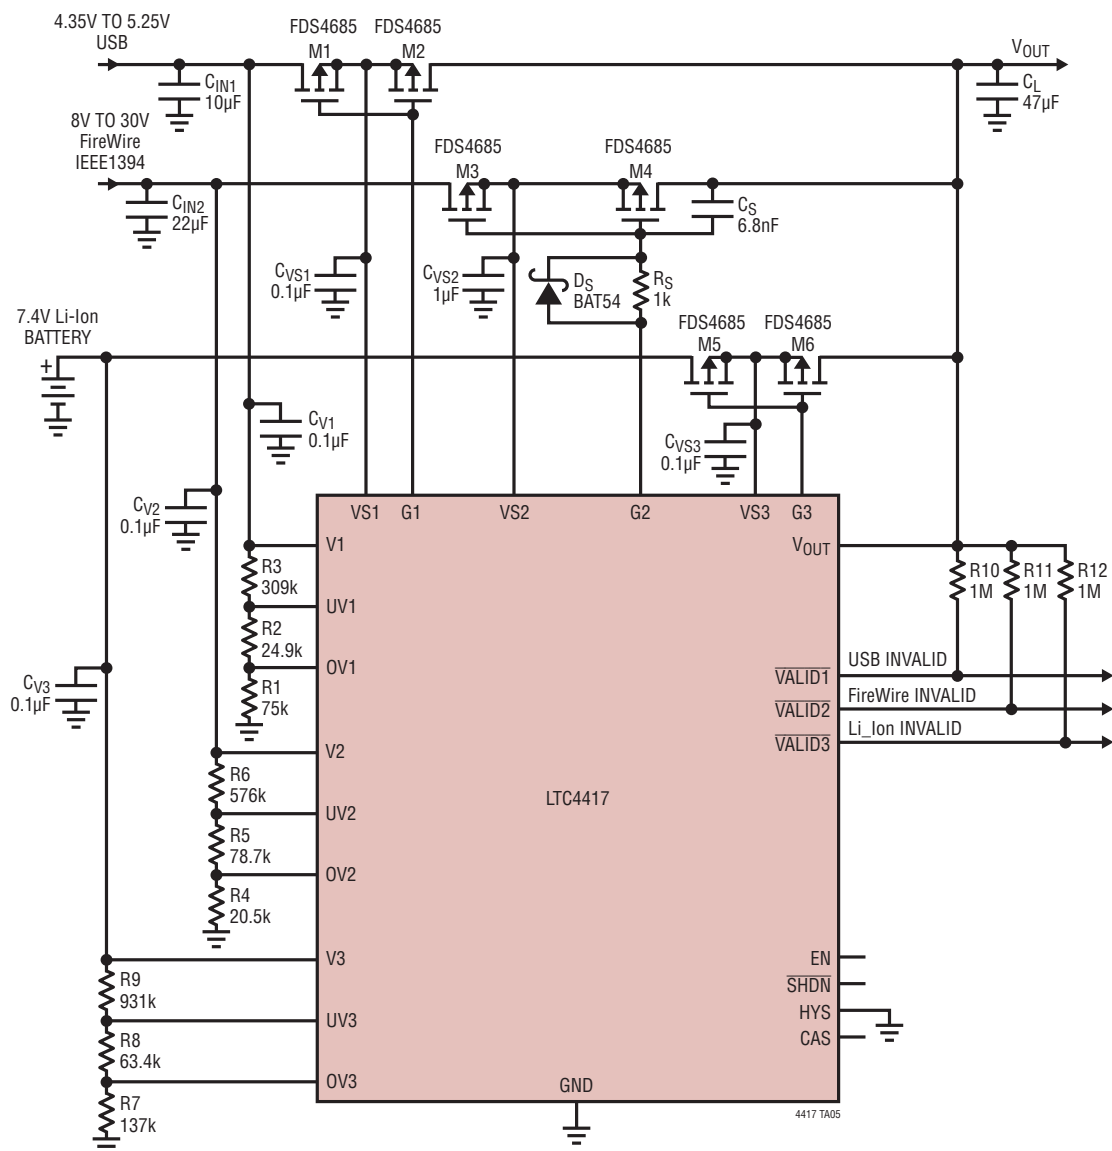 4.35V TO 5.25V
USB
FDS4685
M1
FDS4685
M2
VOUT
CIN1
10µF
CL
47µF
8V TO 30V
FireWire
IEEE1394
FDS4685
M3
FDS4685
M4
CIN2
22µF
CS
6.8nF
CVS1
0.1µF
CVS2
1µF
DS
BAT54
RS
1k
7.4V Li-Ion
BATTERY
+
FDS4685
M5
FDS4685
M6
CV1
0.1µF
CVS3
0.1µF
CV2
0.1µF
VS1
G1
VS2
G2
VS3
G3
V1
VOUT
R3
309k
R10
1M
R11
1M
R12
1M
UV1
R2
24.9k
OV1
R1
75k
CV3
0.1µF
USB INVALID
VALID1
FireWire INVALID
VALID2
Li_Ion INVALID
VALID3
V2
R6
576k
UV2
R5
78.7k
OV2
R4
20.5k
LTC4417
V3
R9
931k
UV3
R8
63.4k
OV3
R7
137k
EN
SHDN
HYS
CAS
GND
4417 TA05